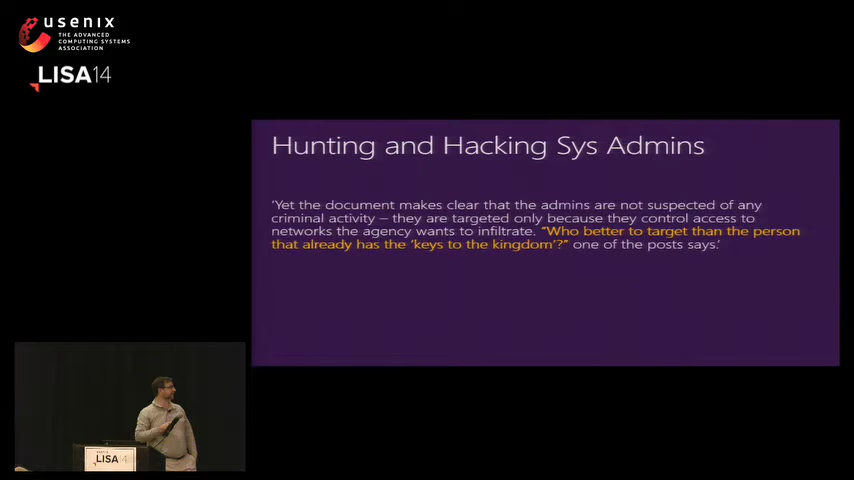 usenix
THE ADVANCED
COMPUTING SYSTEMS
ASSOCIATION
LISA14
Hunting and Hacking Sys Admins
'Yet the document makes clear that the admins are not suspected of any
criminal activity – they are targeted only because they control access to
networks the agency wants to infiltrate. "Who better to target than the person
that already has the 'keys to the kingdom'?" one of the posts says.'
LISA14